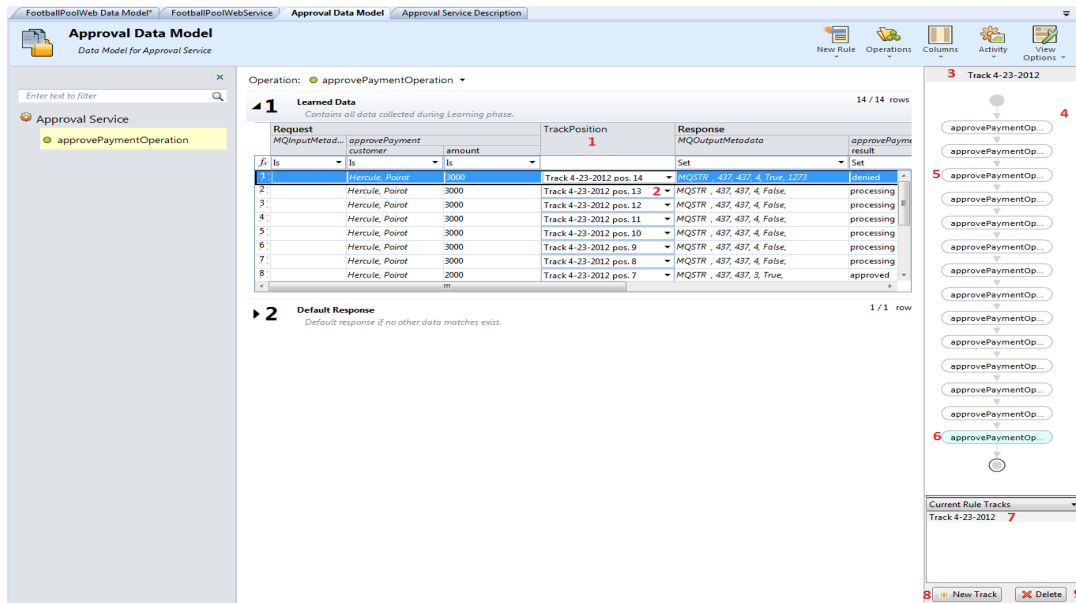 FootballPoolWeb Data Model* FootballPoolWebService Approval Data Model Approval Service Description
Approval Data Model
Data Model for Approval Service
New Rule Operations Columns Activity View Options
Enter text to filter
Approval Service
approvePaymentOperation
Operation: approvePaymentOperation
1 Learned Data 14 / 14 rows
Contains all data collected during Learning phase.
Request TrackPosition Response
MQInputMetad... approvePayment 1 MQOutputMetadata approvePayme
customer amount result
fx Is Is Is Set Set
1 Hercule, Poirot 3000 Track 4-23-2012 pos. 14 MQSTR , 437, 437, 4, True, 1273 denied
2 Hercule, Poirot 3000 Track 4-23-2012 pos. 13 2 MQSTR , 437, 437, 4, False, processing
3 Hercule, Poirot 3000 Track 4-23-2012 pos. 12 MQSTR , 437, 437, 4, False, processing
4 Hercule, Poirot 3000 Track 4-23-2012 pos. 11 MQSTR , 437, 437, 4, False, processing
5 Hercule, Poirot 3000 Track 4-23-2012 pos. 10 MQSTR , 437, 437, 4, False, processing
6 Hercule, Poirot 3000 Track 4-23-2012 pos. 9 MQSTR , 437, 437, 4, False, processing
7 Hercule, Poirot 3000 Track 4-23-2012 pos. 8 MQSTR , 437, 437, 4, False, processing
8 Hercule, Poirot 2000 Track 4-23-2012 pos. 7 MQSTR , 437, 437, 3, True, approved
2 Default Response 1 / 1 row
Default response if no other data matches exist.
3 Track 4-23-2012
4
approvePaymentOp...
approvePaymentOp...
5 approvePaymentOp...
approvePaymentOp...
approvePaymentOp...
approvePaymentOp...
approvePaymentOp...
approvePaymentOp...
approvePaymentOp...
approvePaymentOp...
approvePaymentOp...
approvePaymentOp...
approvePaymentOp...
6 approvePaymentOp...
Current Rule Tracks
Track 4-23-2012 7
8 New Track Delete